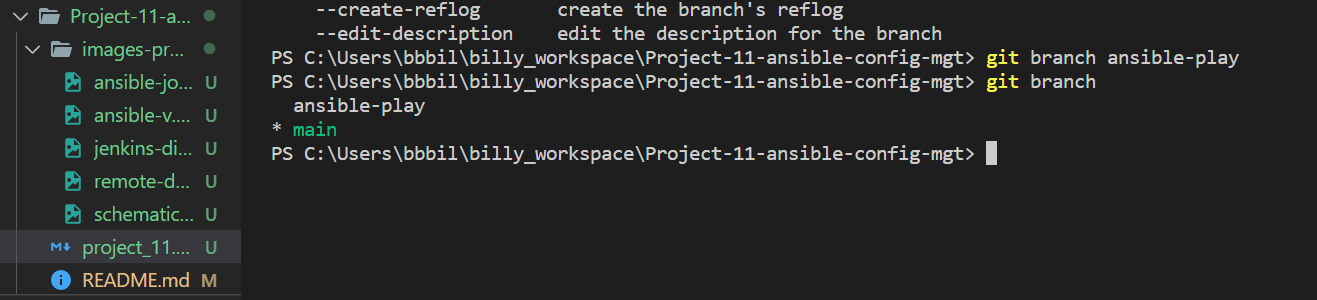 Project-11-a...
images-pr...
ansible-jo... U
ansible-v.... U
jenkins-di... U
remote-d... U
schematic... U
M↓ project_11.... U
README.md M
--create-reflog create the branch's reflog
--edit-description edit the description for the branch
PS C:\Users\bbbil\billy_workspace\Project-11-ansible-config-mgt> git branch ansible-play
PS C:\Users\bbbil\billy_workspace\Project-11-ansible-config-mgt> git branch
ansible-play
* main
PS C:\Users\bbbil\billy_workspace\Project-11-ansible-config-mgt>